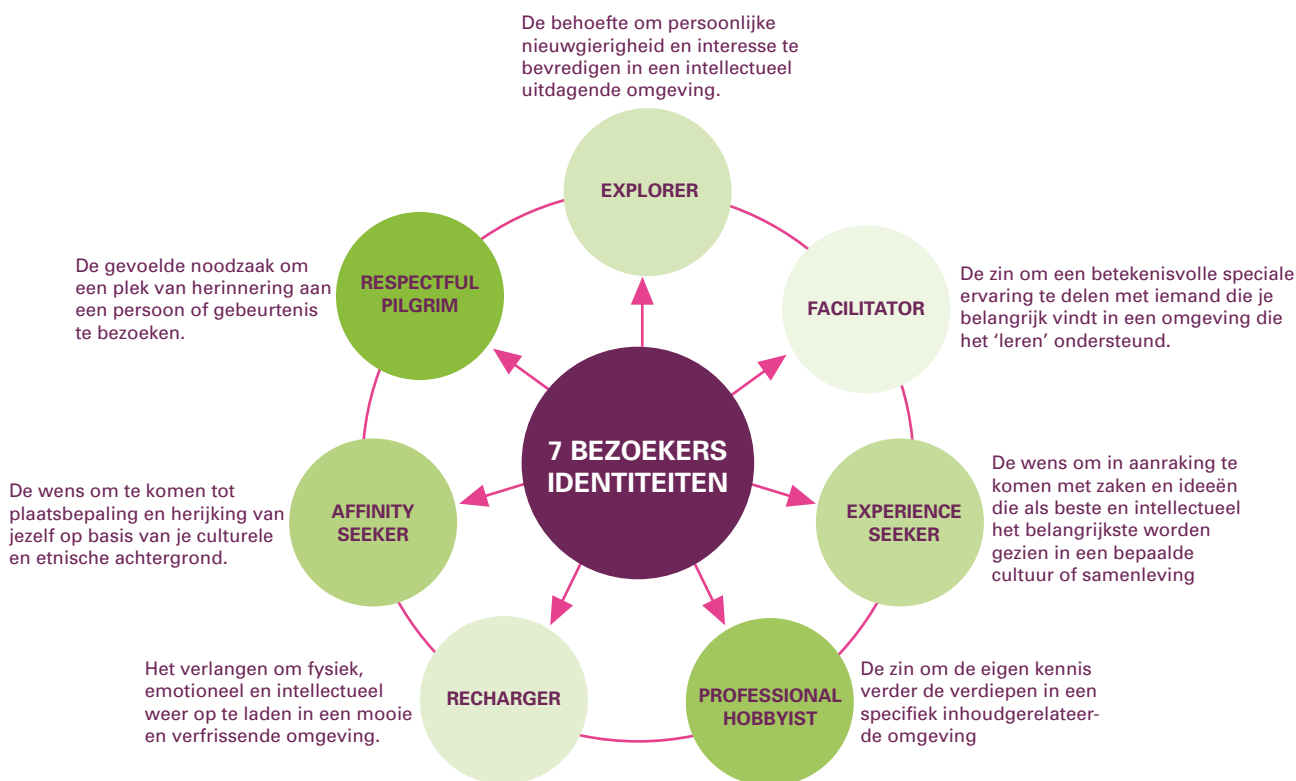 De behoefte om persoonlijke
nieuwgierigheid en interesse te
bevredigen in een intellectueel
uitdagende omgeving.
EXPLORER
RESPECTFUL
PILGRIM
De gevoelde noodzaak om
een plek van herinnering aan
een persoon of gebeurtenis
te bezoeken.
FACILITATOR
De zin om een betekenisvolle speciale
ervaring te delen met iemand die je
belangrijk vindt in een omgeving die
het ‘leren’ ondersteund.
7 BEZOEKERS
IDENTITEITEN
De wens om te komen tot
plaatsbepaling en herijking van
jezelf op basis van je culturele
en etnische achtergrond.
AFFINITY
SEEKER
EXPERIENCE
SEEKER
De wens om in aanraking te
komen met zaken en ideeën
die als beste en intellectueel
het belangrijkste worden
gezien in een bepaalde
cultuur of samenleving
Het verlangen om fysiek,
emotioneel en intellectueel
weer op te laden in een mooie
en verfrissende omgeving.
RECHARGER
PROFESSIONAL
HOBBYIST
De zin om de eigen kennis
verder de verdiepen in een
specifiek inhoudgerelateer-
de omgeving